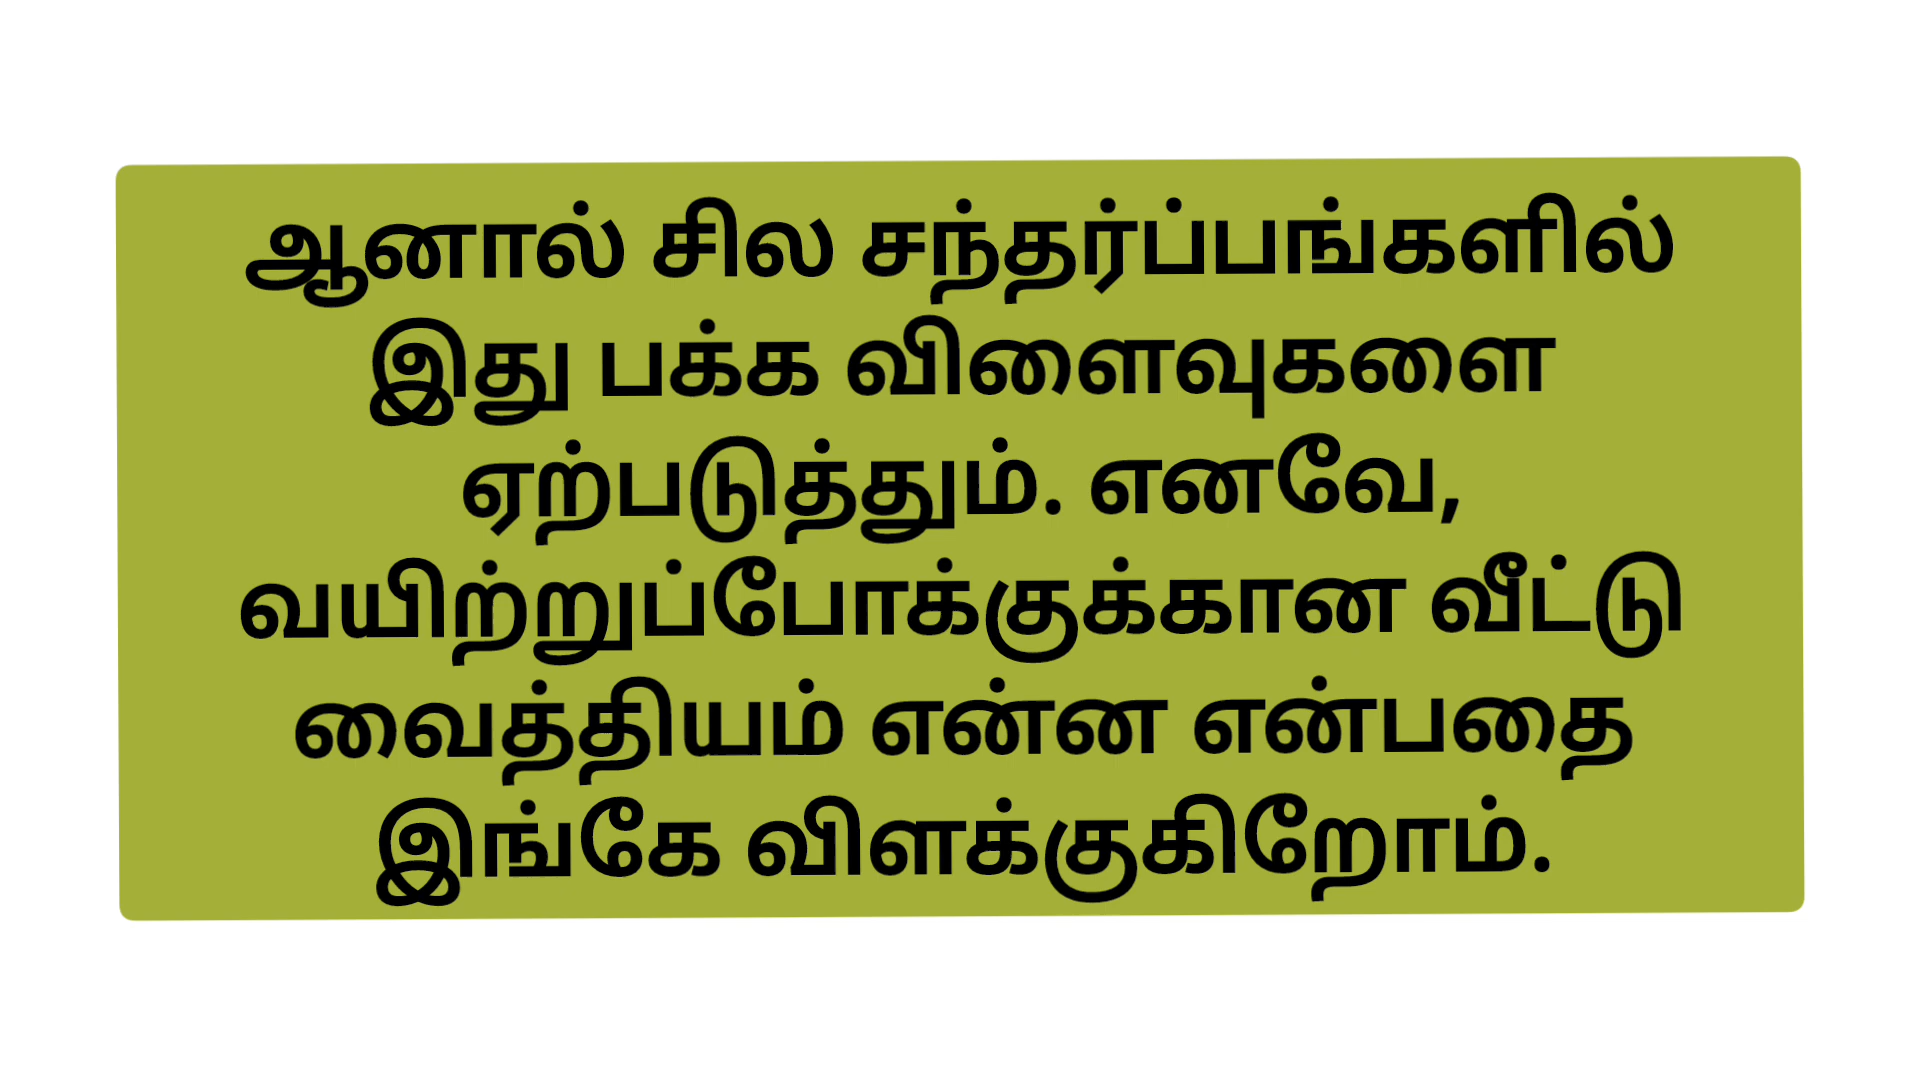 ஆனால் சில சந்தர்ப்பங்களில்
இது பக்க விளைவுகளை
ஏற்படுத்தும். எனவே,
வயிற்றுப்போக்குக்கான வீட்டு
வைத்தியம் என்ன என்பதை
இங்கே விளக்குகிறோம்.